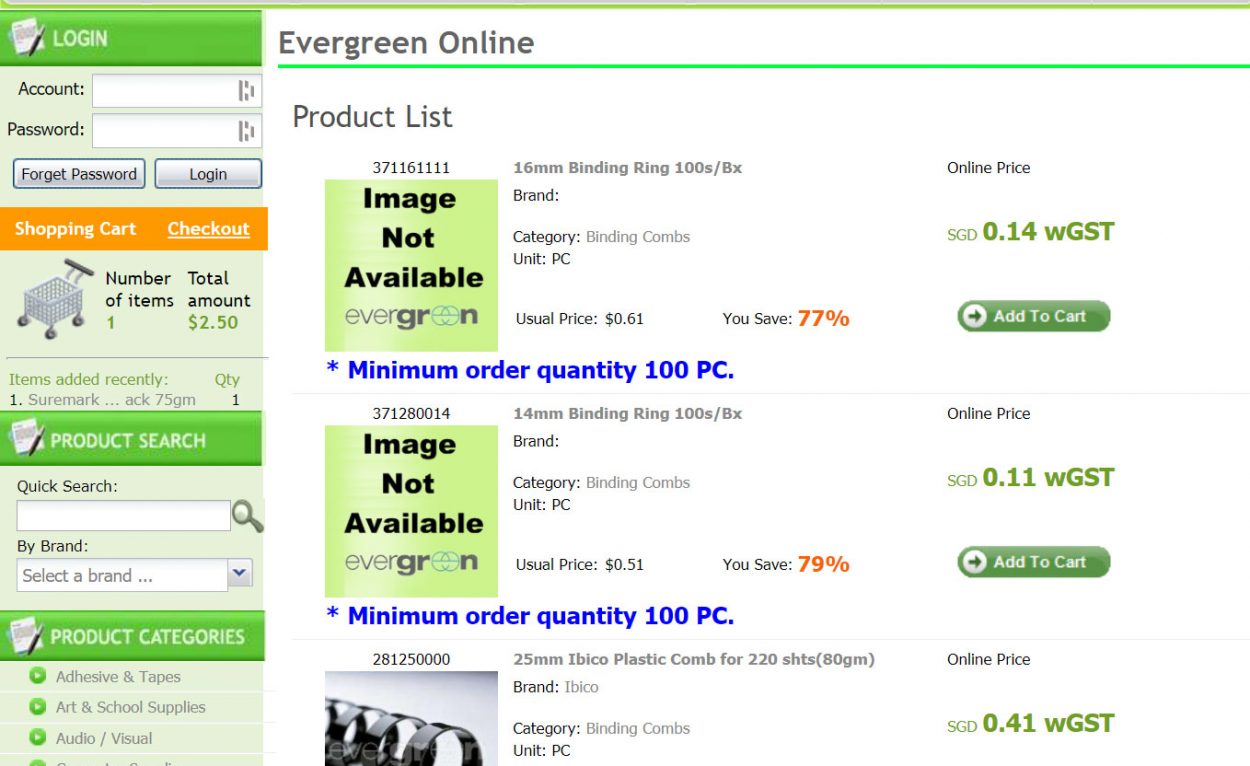 LOGIN
Account:
Password:
Forget Password
Login
Shopping Cart
Checkout
Number of items
Total amount
1
$2.50
Items added recently:
Qty
1. Suremark ... ack 75gm
1
PRODUCT SEARCH
Quick Search:
By Brand:
Select a brand ...
PRODUCT CATEGORIES
Adhesive & Tapes
Art & School Supplies
Audio / Visual
Evergreen Online
Product List
371161111
16mm Binding Ring 100s/Bx
Online Price
Image
Not
Available
evergreen
Brand:
Category: Binding Combs
Unit: PC
SGD 0.14 wGST
Usual Price: $0.61
You Save: 77%
Add To Cart
* Minimum order quantity 100 PC.
371280014
14mm Binding Ring 100s/Bx
Online Price
Image
Not
Available
evergreen
Brand:
Category: Binding Combs
Unit: PC
SGD 0.11 wGST
Usual Price: $0.51
You Save: 79%
Add To Cart
* Minimum order quantity 100 PC.
281250000
25mm Ibico Plastic Comb for 220 shts(80gm)
Online Price
evergreen
Brand: Ibico
Category: Binding Combs
Unit: PC
SGD 0.41 wGST